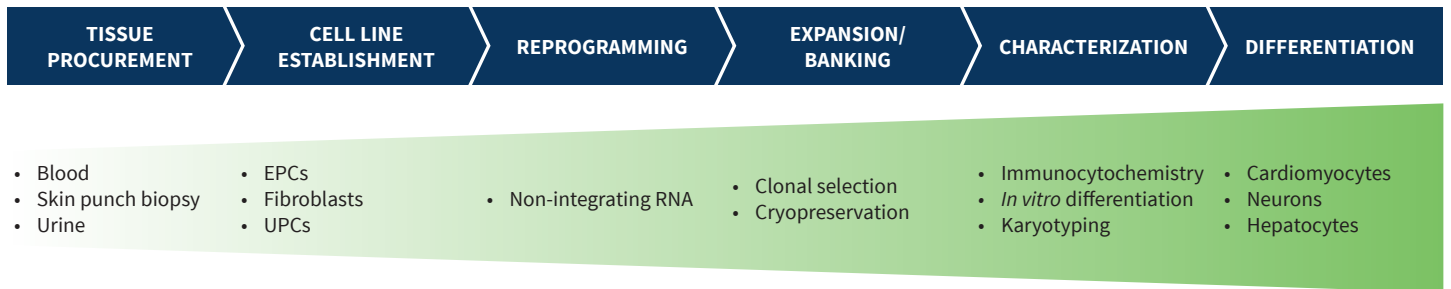 TISSUE
PROCUREMENT
CELL LINE
ESTABLISHMENT
REPROGRAMMING
EXPANSION/
BANKING
CHARACTERIZATION
DIFFERENTIATION
• Blood
• Skin punch biopsy
• Urine
• EPCs
• Fibroblasts
• UPCs
• Non-integrating RNA
• Clonal selection
• Cryopreservation
• Immunocytochemistry
• In vitro differentiation
• Karyotyping
• Cardiomyocytes
• Neurons
• Hepatocytes